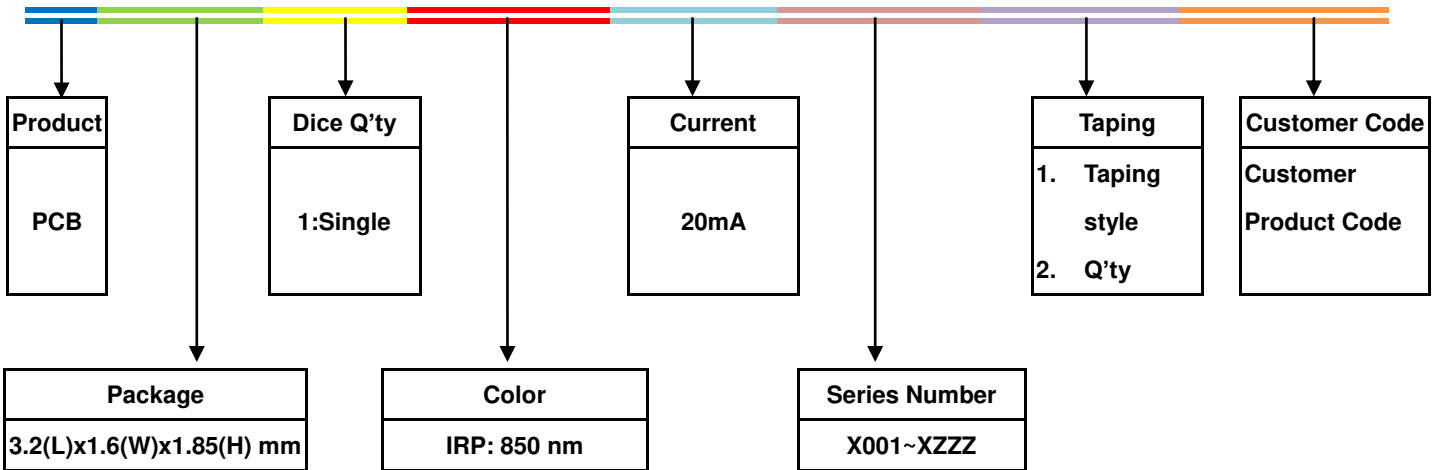 Product
PCB
Dice Q'ty
1:Single
Current
20mA
Taping
1. Taping
style
2. Q'ty
Customer Code
Customer
Product Code
Package
3.2(L)x1.6(W)x1.85(H) mm
Color
IRP: 850 nm
Series Number
X001~XZZZ